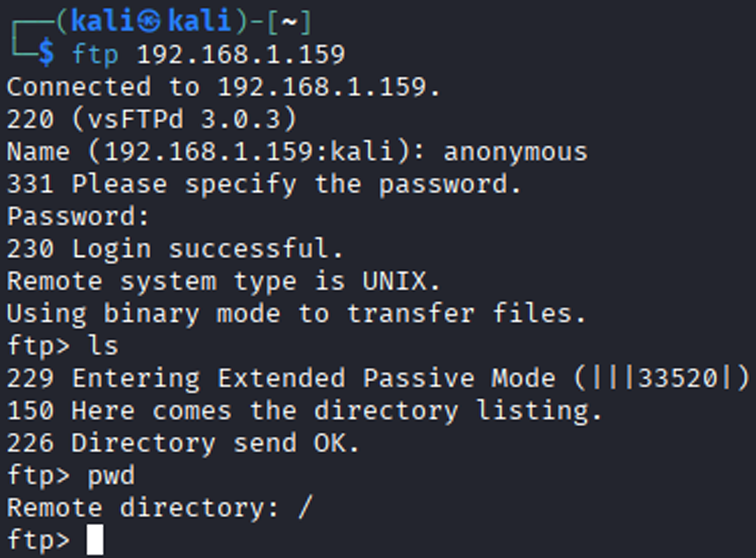 ┌──(kali㉿kali)-[~]
└─$ ftp 192.168.1.159
Connected to 192.168.1.159.
220 (vsFTPd 3.0.3)
Name (192.168.1.159:kali): anonymous
331 Please specify the password.
Password:
230 Login successful.
Remote system type is UNIX.
Using binary mode to transfer files.
ftp> ls
229 Entering Extended Passive Mode (|||33520|)
150 Here comes the directory listing.
226 Directory send OK.
ftp> pwd
Remote directory: /
ftp>